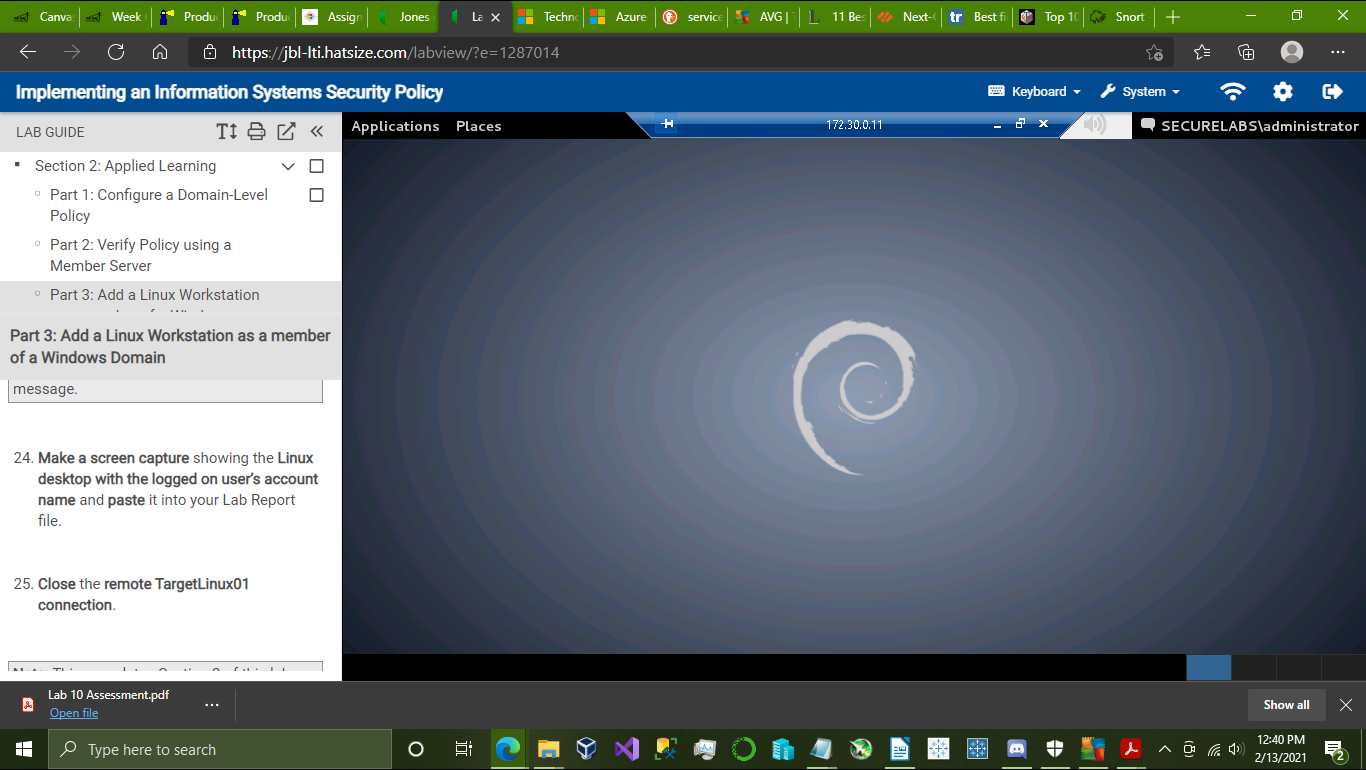 Canva:
Week
Produ
Produ
Assign
Jones
La
Techn
Azure
service
AVG | T
11 Bes
Next-
Best fi
Top 10
Snort
https://jbl-lti.hatsize.com/labview/?e=1287014
Implementing an Information Systems Security Policy
Keyboard
System
LAB GUIDE
Applications Places
172.30.0.11
SECURELABS\administrator
Section 2: Applied Learning
Part 1: Configure a Domain-Level
Policy
Part 2: Verify Policy using a
Member Server
Part 3: Add a Linux Workstation
Part 3: Add a Linux Workstation as a member
of a Windows Domain
message.
24. Make a screen capture showing the Linux
desktop with the logged on user's account
name and paste it into your Lab Report
file.
25. Close the remote TargetLinux01
connection.
Lab 10 Assessment.pdf
Open file
Show all
Type here to search
12:40 PM
2/13/2021
2